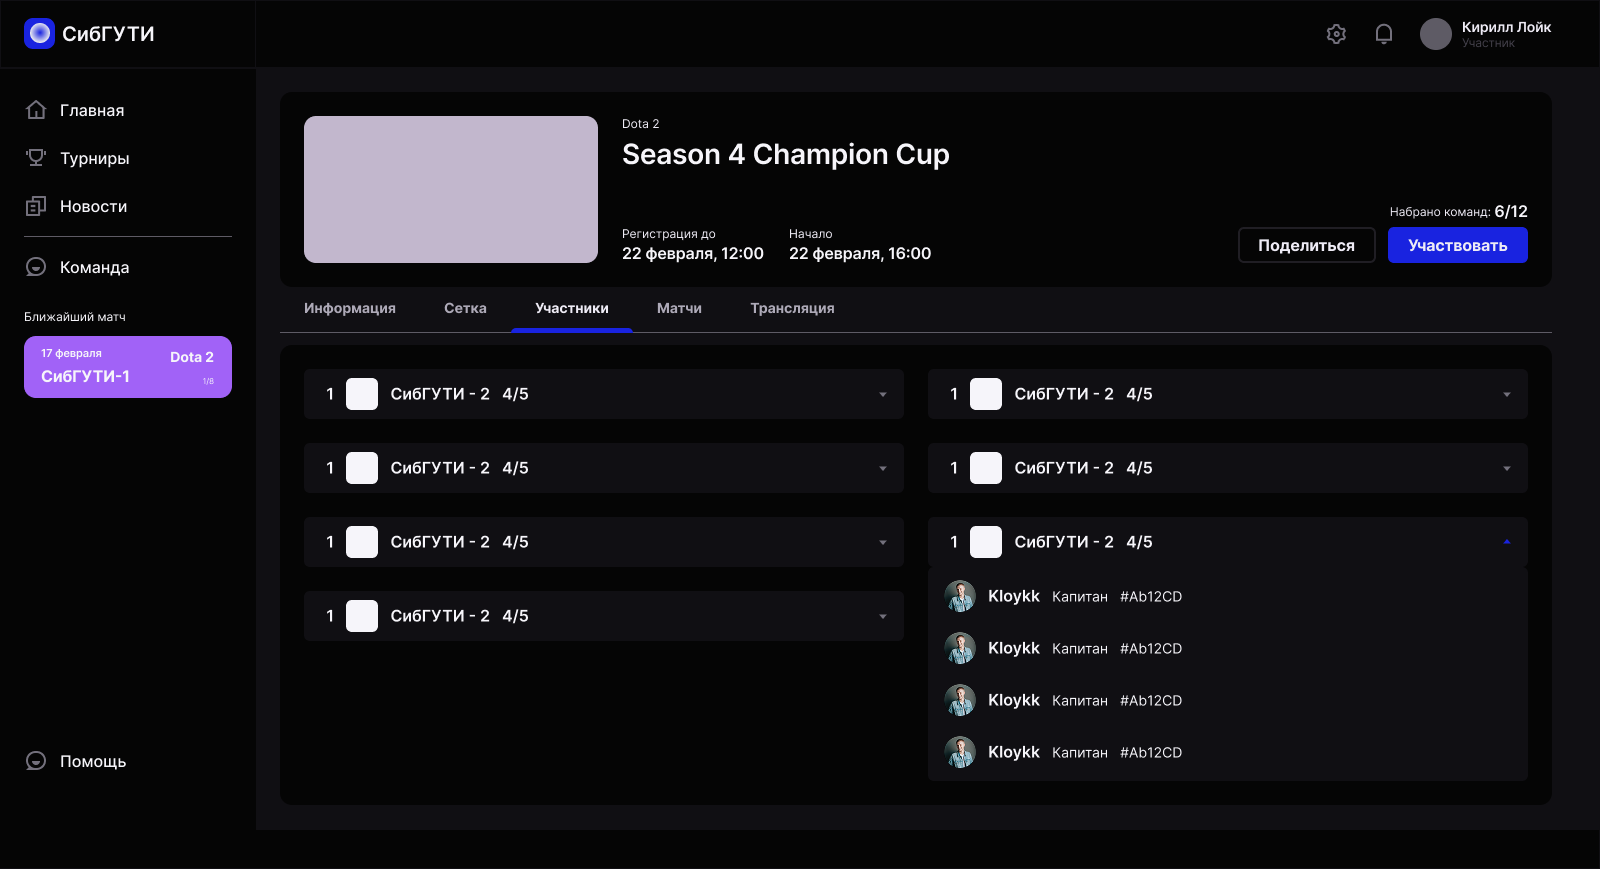 СибГУТИ
Кирилл Лойк
Участник
Главная
Турниры
Новости
Команда
Ближайший матч
17 февраля
Dota 2
СибГУТИ-1
1/8
Помощь
Dota 2
Season 4 Champion Cup
Регистрация до
22 февраля, 12:00
Начало
22 февраля, 16:00
Набрано команд: 6/12
Поделиться
Участвовать
Информация Сетка Участники Матчи Трансляция
1 СибГУТИ - 2 4/5
1 СибГУТИ - 2 4/5
1 СибГУТИ - 2 4/5
1 СибГУТИ - 2 4/5
1 СибГУТИ - 2 4/5
1 СибГУТИ - 2 4/5
1 СибГУТИ - 2 4/5
Kloykk Капитан #Ab12CD
Kloykk Капитан #Ab12CD
Kloykk Капитан #Ab12CD
Kloykk Капитан #Ab12CD